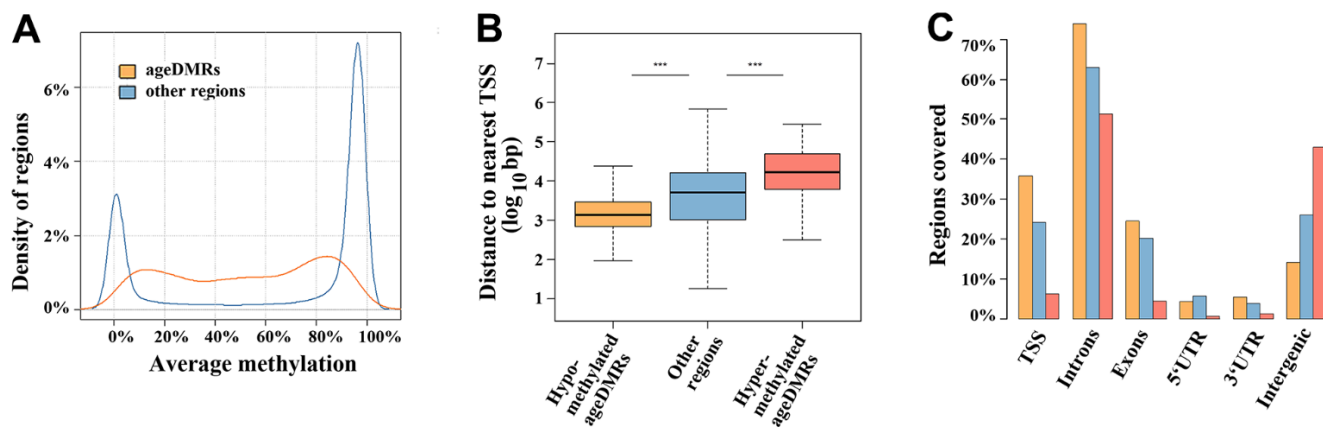 A
Density of regions
6%
4%
2%
0%
ageDMRs
other regions
0% 20% 40% 60% 80% 100%
Average methylation
B
Distance to nearest TSS
(log10 bp)
7
6
5
4
3
2
1
*** ***
Hypo-
methylated
ageDMRs
Other
regions
Hyper-
methylated
ageDMRs
C
Regions covered
70%
60%
50%
40%
30%
20%
10%
0%
TSS
Introns
Exons
5'UTR
3'UTR
Intergenic